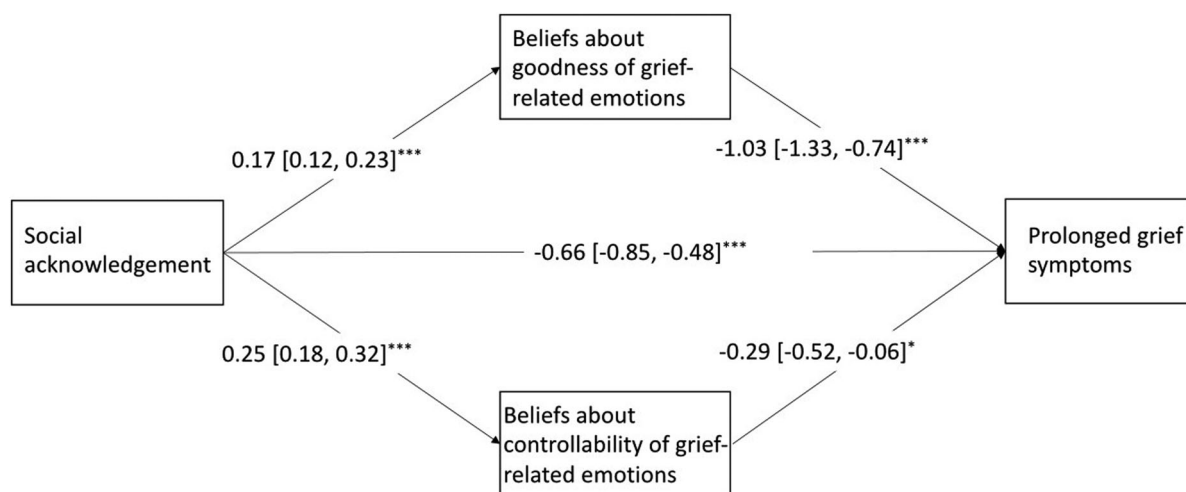 Beliefs about
goodness of grief-
related emotions
0.17 [0.12, 0.23]***
-1.03 [-1.33, -0.74]***
Social
acknowledgement
-0.66 [-0.85, -0.48]***
Prolonged grief
symptoms
0.25 [0.18, 0.32]***
-0.29 [-0.52, -0.06]*
Beliefs about
controllability of grief-
related emotions